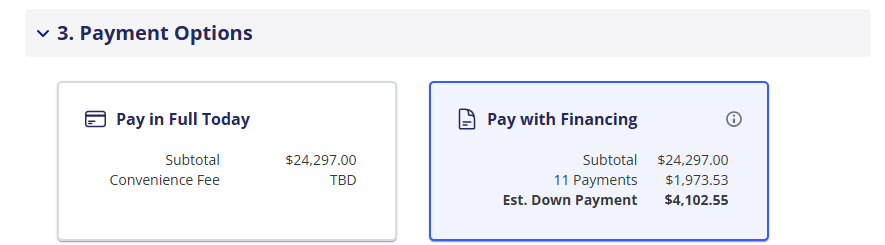 3. Payment Options
Pay in Full Today
Subtotal $24,297.00
Convenience Fee TBD
Pay with Financing
Subtotal $24,297.00
11 Payments $1,973.53
Est. Down Payment $4,102.55